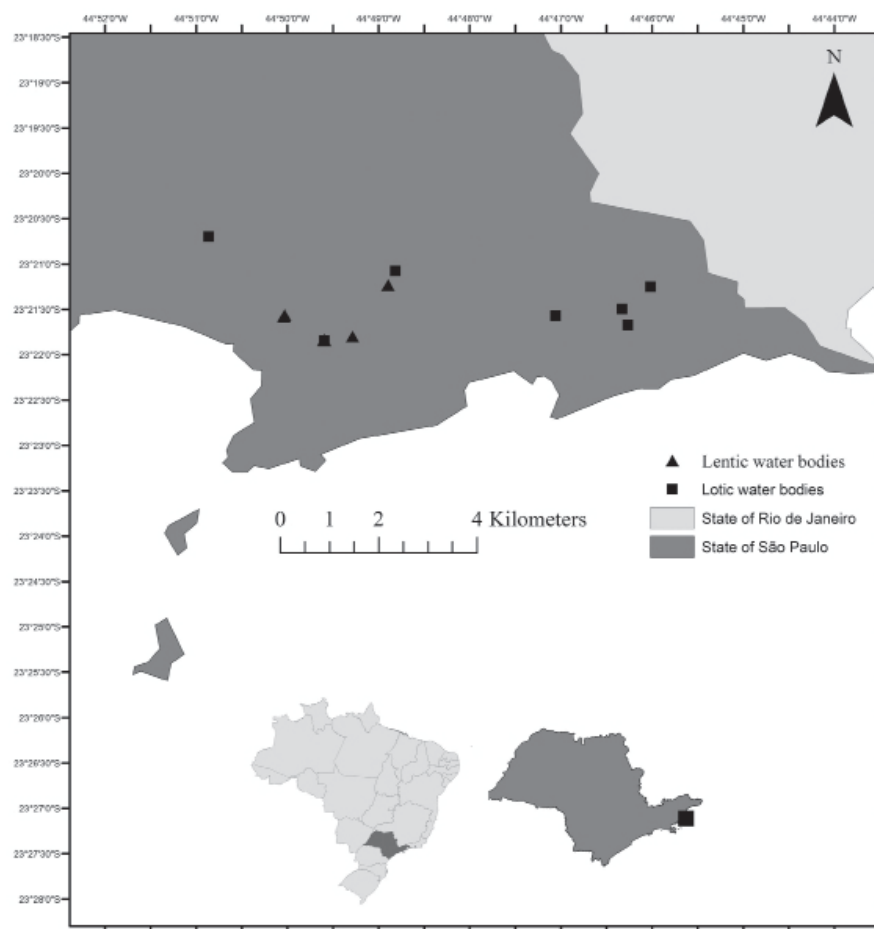 44°52'0"W 44°51'0"W 44°50'0"W 44°49'0"W 44°48'0"W 44°47'0"W 44°46'0"W 44°45'0"W 44°44'0"W
23°18'30"S
23°19'0"S
23°19'30"S
23°20'0"S
23°20'30"S
23°21'0"S
23°21'30"S
23°22'0"S
23°22'30"S
23°23'0"S
23°23'30"S
23°24'0"S
23°24'30"S
23°25'0"S
23°25'30"S
23°26'0"S
23°26'30"S
23°27'0"S
23°27'30"S
23°28'0"S
N
Lentic water bodies
Lotic water bodies
State of Rio de Janeiro
State of São Paulo
0 1 2 4 Kilometers